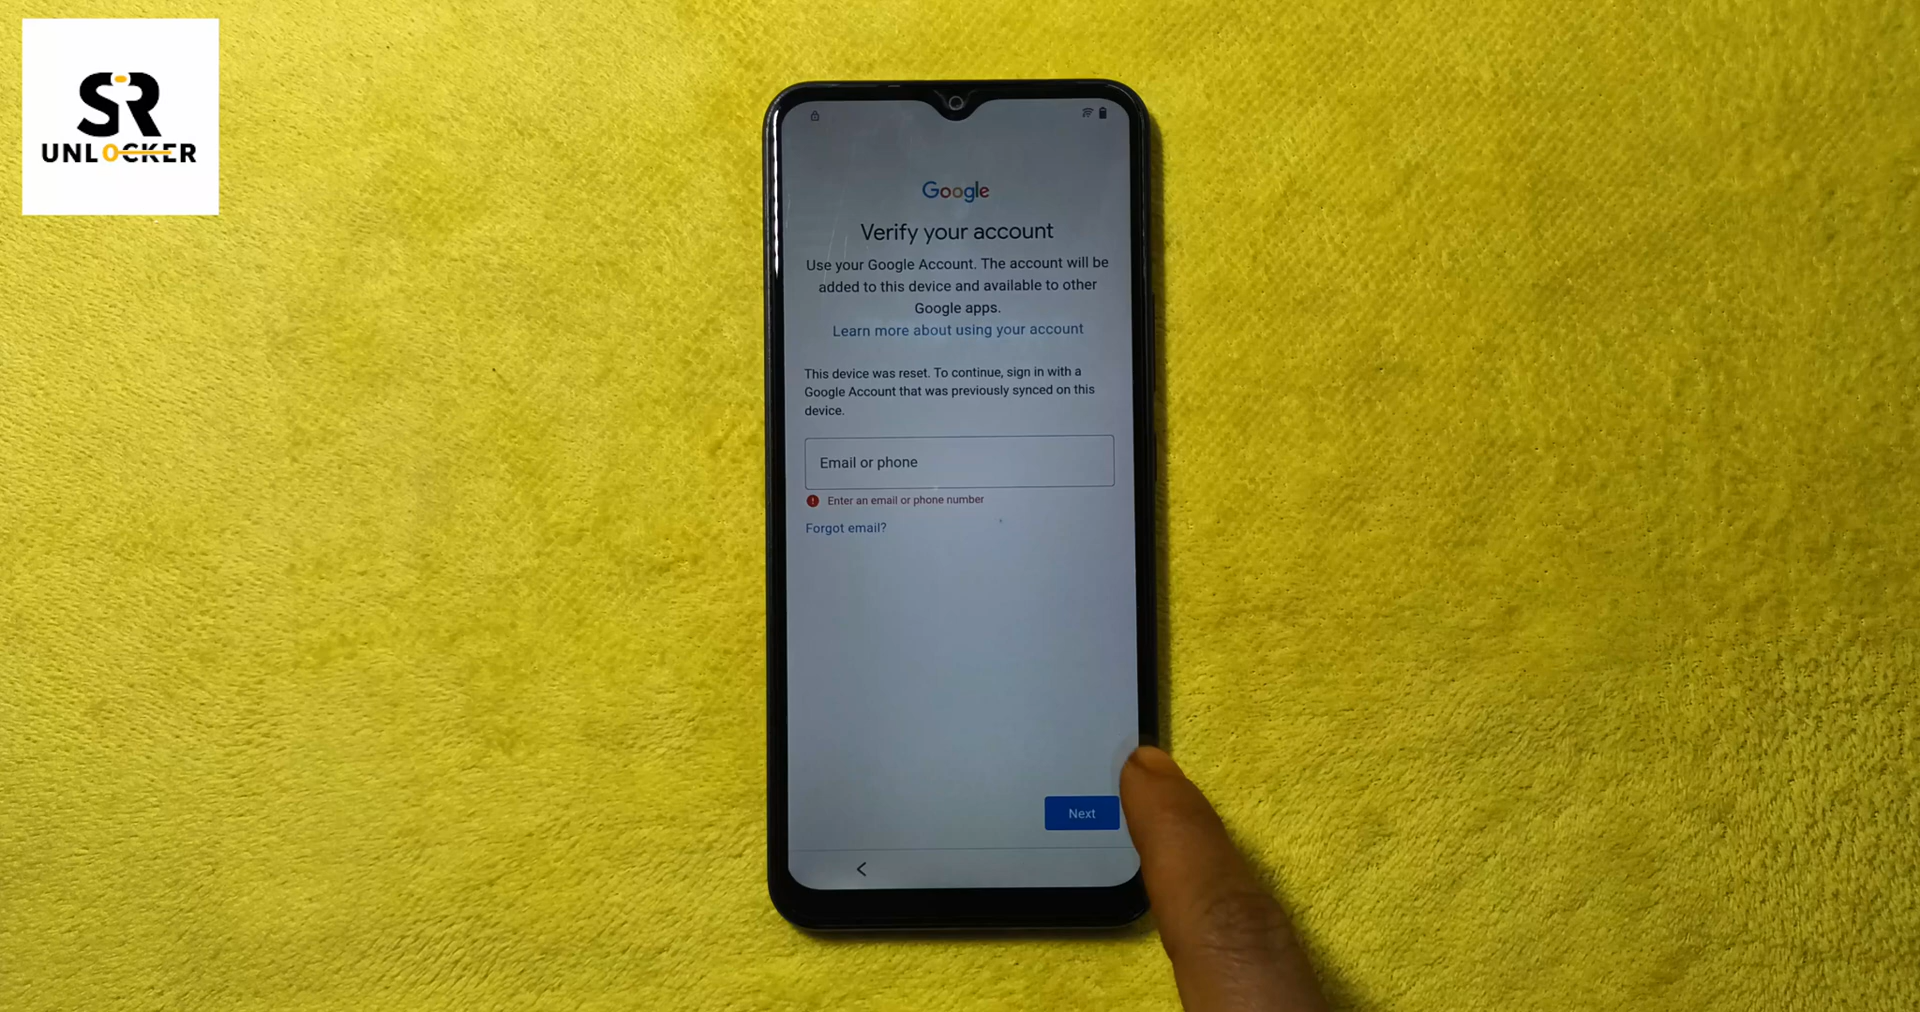 SR
UNLOCKER
Google
Verify your account
Use your Google Account. The account will be
added to this device and available to other
Google apps.
Learn more about using your account
This device was reset. To continue, sign in with a
Google Account that was previously synced on this
device.
Email or phone
Enter an email or phone number
Forgot email?
Next